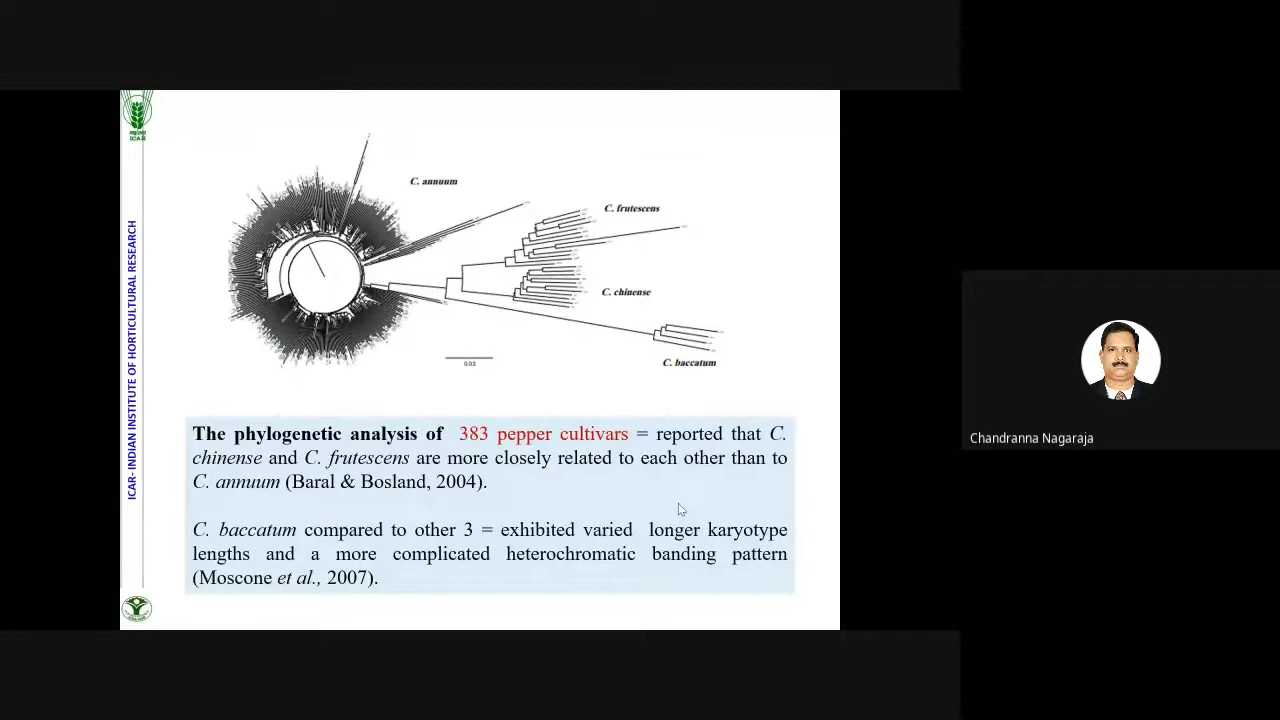 ICAR
ICAR- INDIAN INSTITUTE OF HORTICULTURAL RESEARCH
C. annuum
C. frutescens
C. chinense
C. baccatum
0.03
The phylogenetic analysis of 383 pepper cultivars = reported that C.
chinense and C. frutescens are more closely related to each other than to
C. annuum (Baral & Bosland, 2004).
C. baccatum compared to other 3 = exhibited varied longer karyotype
lengths and a more complicated heterochromatic banding pattern
(Moscone et al., 2007).
Chandranna Nagaraja